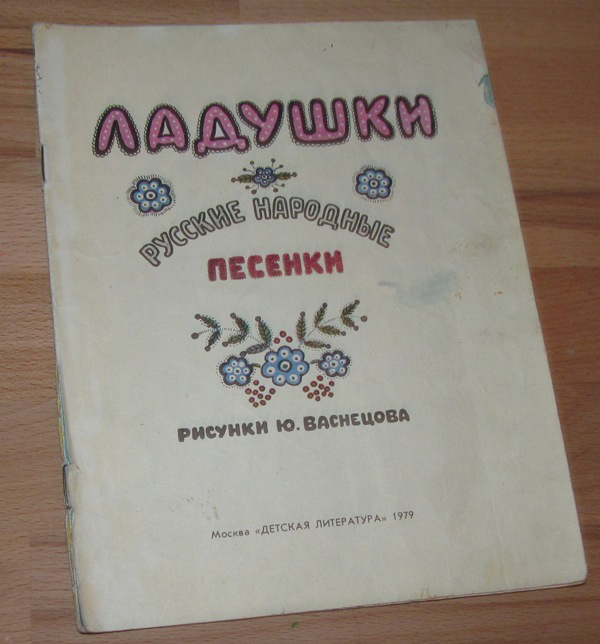 ЛАДУШКИ
РУССКИЕ НАРОДНЫЕ
ПЕСЕНКИ
РИСУНКИ Ю. ВАСНЕЦОВА
Москва «ДЕТСКАЯ ЛИТЕРАТУРА» 1979